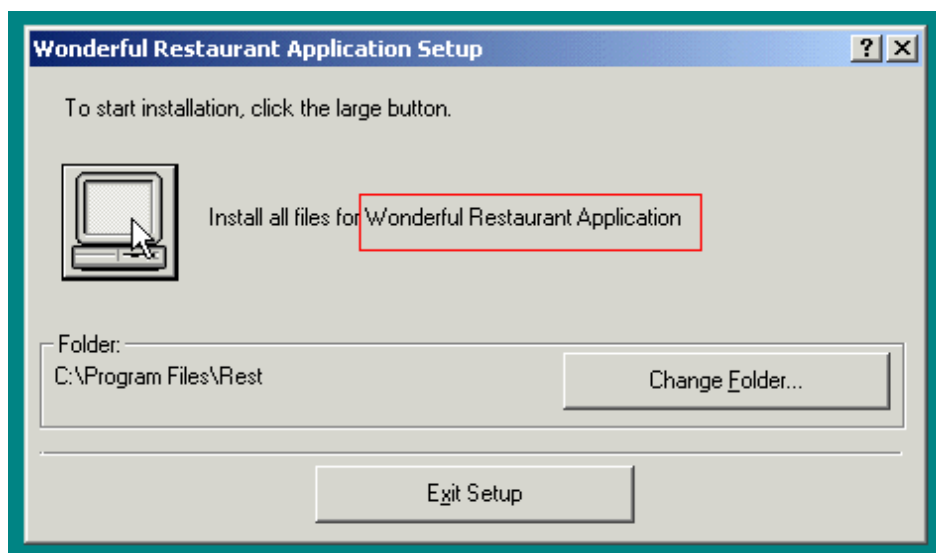 Wonderful Restaurant Application Setup
To start installation, click the large button.
Install all files for Wonderful Restaurant Application
Folder:
C:\Program Files\Rest
Change Folder...
Exit Setup